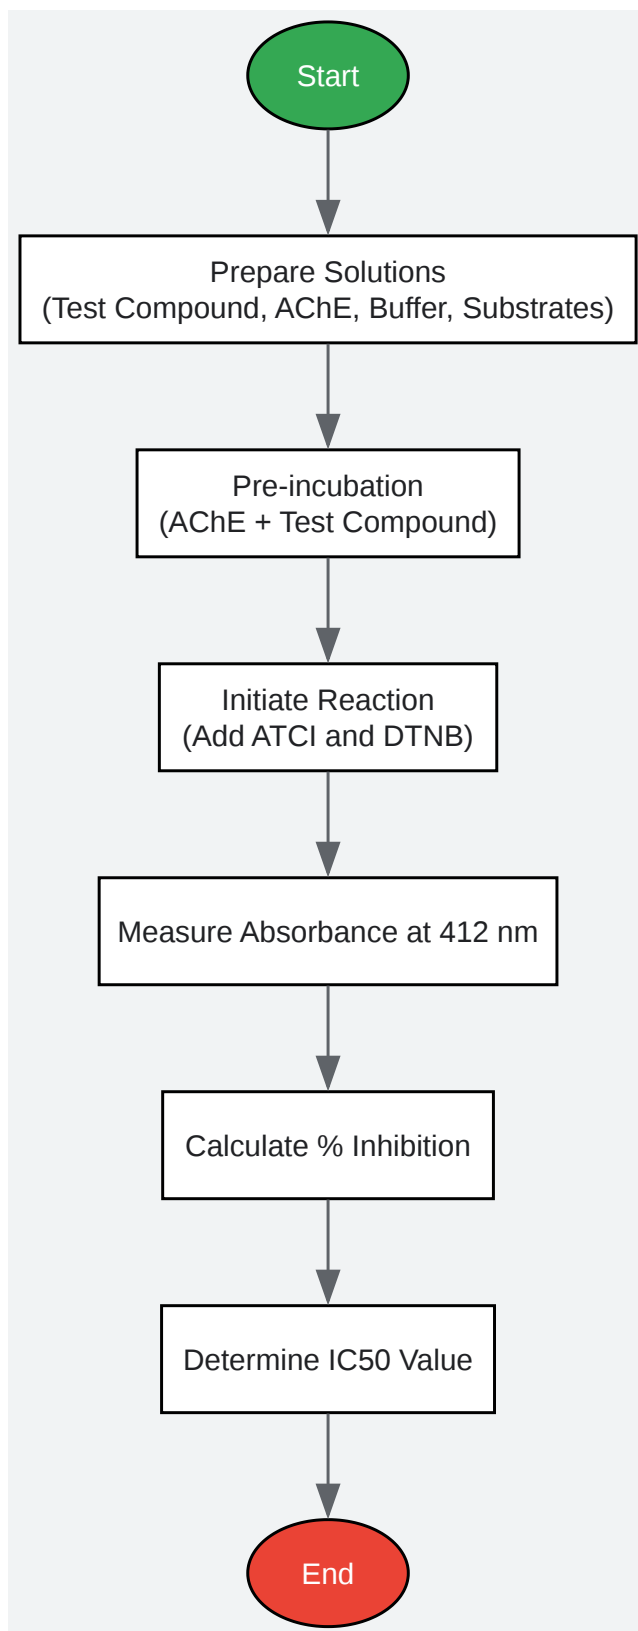 Start
Prepare Solutions
(Test Compound, AChE, Buffer, Substrates)
Pre-incubation
(AChE + Test Compound)
Initiate Reaction
(Add ATCI and DTNB)
Measure Absorbance at 412 nm
Calculate % Inhibition
Determine IC50 Value
End